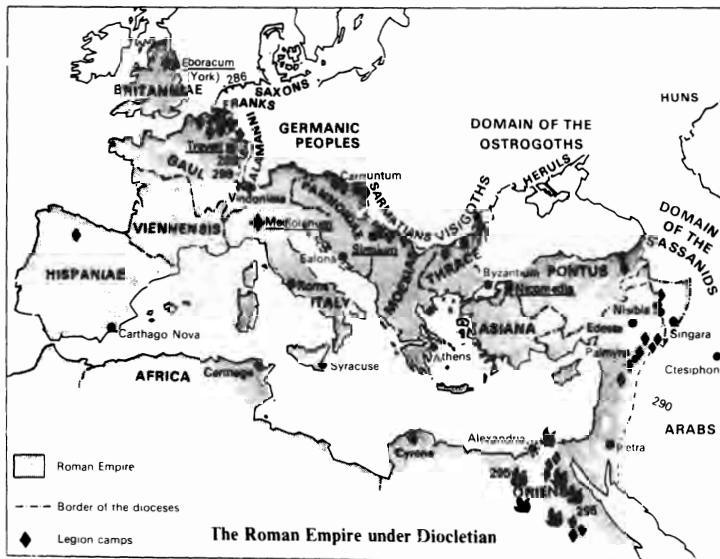 Eboracum
(York)
286
SAXONS
BRITANNIAE
FRANKS
HUNS
GERMANIC
PEOPLES
DOMAIN OF THE
OSTROGOTHS
ALAMANNI
Treveri
GAUL
298
HERULS
Carnuntum
Vindonissa
PANNONIAE
SARMATIANS
VISIGOTHS
DOMAIN
OF THE
SASSANIDS
VIENNENSIS
Mediolanum
Sirmium
Salona
MOESIAE
THRACE
Byzantium
PONTUS
Nicomedia
HISPANIAE
Rome
ITALY
Nisibis
ASIANA
Edessa
Singara
Carthago Nova
Athens
Palmyra
Ctesiphon
Syracuse
AFRICA
Carthage
290
ARABS
Alexandria
Petra
Cyrene
295
ORIENS
295
Roman Empire
Border of the dioceses
Legion camps
The Roman Empire under Diocletian